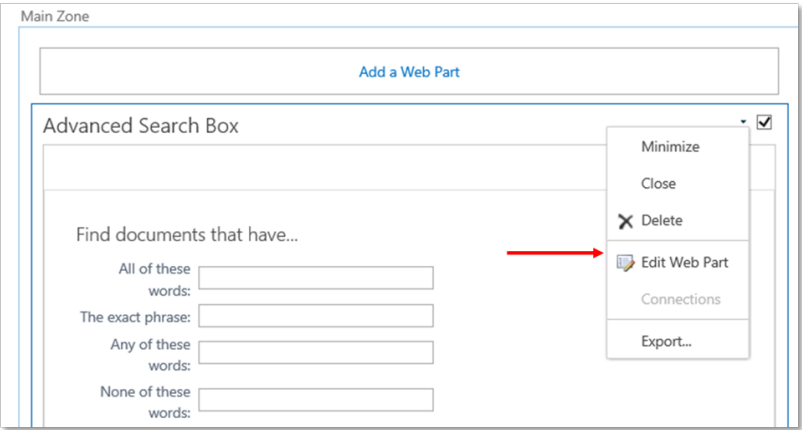 Main Zone
Add a Web Part
Advanced Search Box
Minimize
Close
Delete
Edit Web Part
Connections
Export...
Find documents that have...
All of these
words:
The exact phrase:
Any of these
words:
None of these
words: